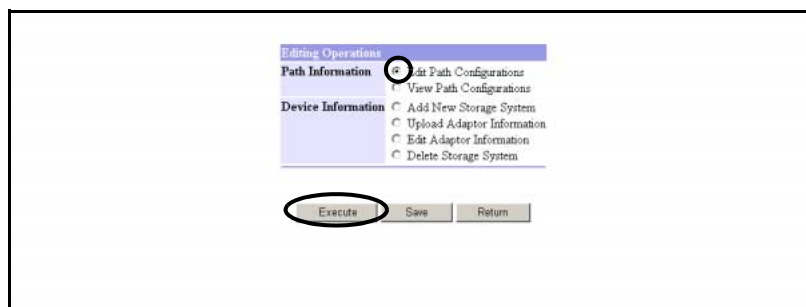 Editing Operations
Path Information Edit Path Configurations
View Path Configurations
Device Information Add New Storage System
Upload Adaptor Information
Edit Adaptor Information
Delete Storage System
Execute Save Return